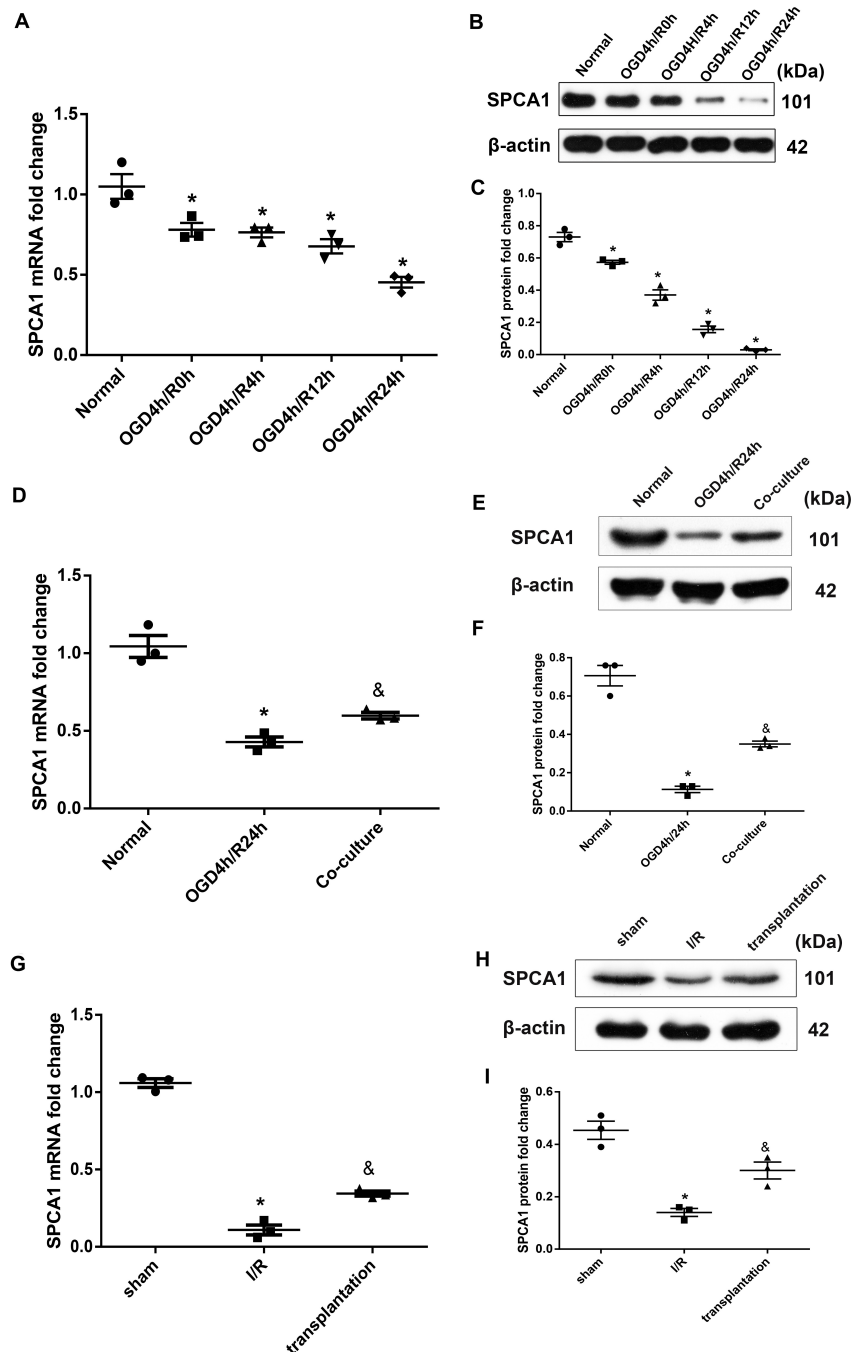 A
SPCA1 mRNA fold change
1.5
1.0
0.5
0.0
* * * *
Normal
OGD4h/R0h
OGD4h/R4h
OGD4h/R12h
OGD4h/R24h
B
Normal
OGD4h/R0h
OGD4H/R4h
OGD4h/R12h
OGD4h/R24h
(kDa)
SPCA1 101
β-actin 42
C
SPCA1 protein fold change
1.0
0.8
0.6
0.4
0.2
0.0
* * * *
Normal
OGD4h/R0h
OGD4h/R4h
OGD4h/R12h
OGD4h/R24h
D
SPCA1 mRNA fold change
1.5
1.0
0.5
0.0
* &
Normal
OGD4h/R24h
Co-culture
E
Normal
OGD4h/R24h
Co-culture
(kDa)
SPCA1 101
β-actin 42
F
SPCA1 protein fold change
0.8
0.6
0.4
0.2
0.0
* &
Normal
OGD4h/24h
Co-culture
G
SPCA1 mRNA fold change
1.5
1.0
0.5
0.0
* &
sham
I/R
transplantation
H
sham
I/R
transplantation
(kDa)
SPCA1 101
β-actin 42
I
SPCA1 protein fold change
0.6
0.4
0.2
0.0
* &
sham
I/R
transplantation